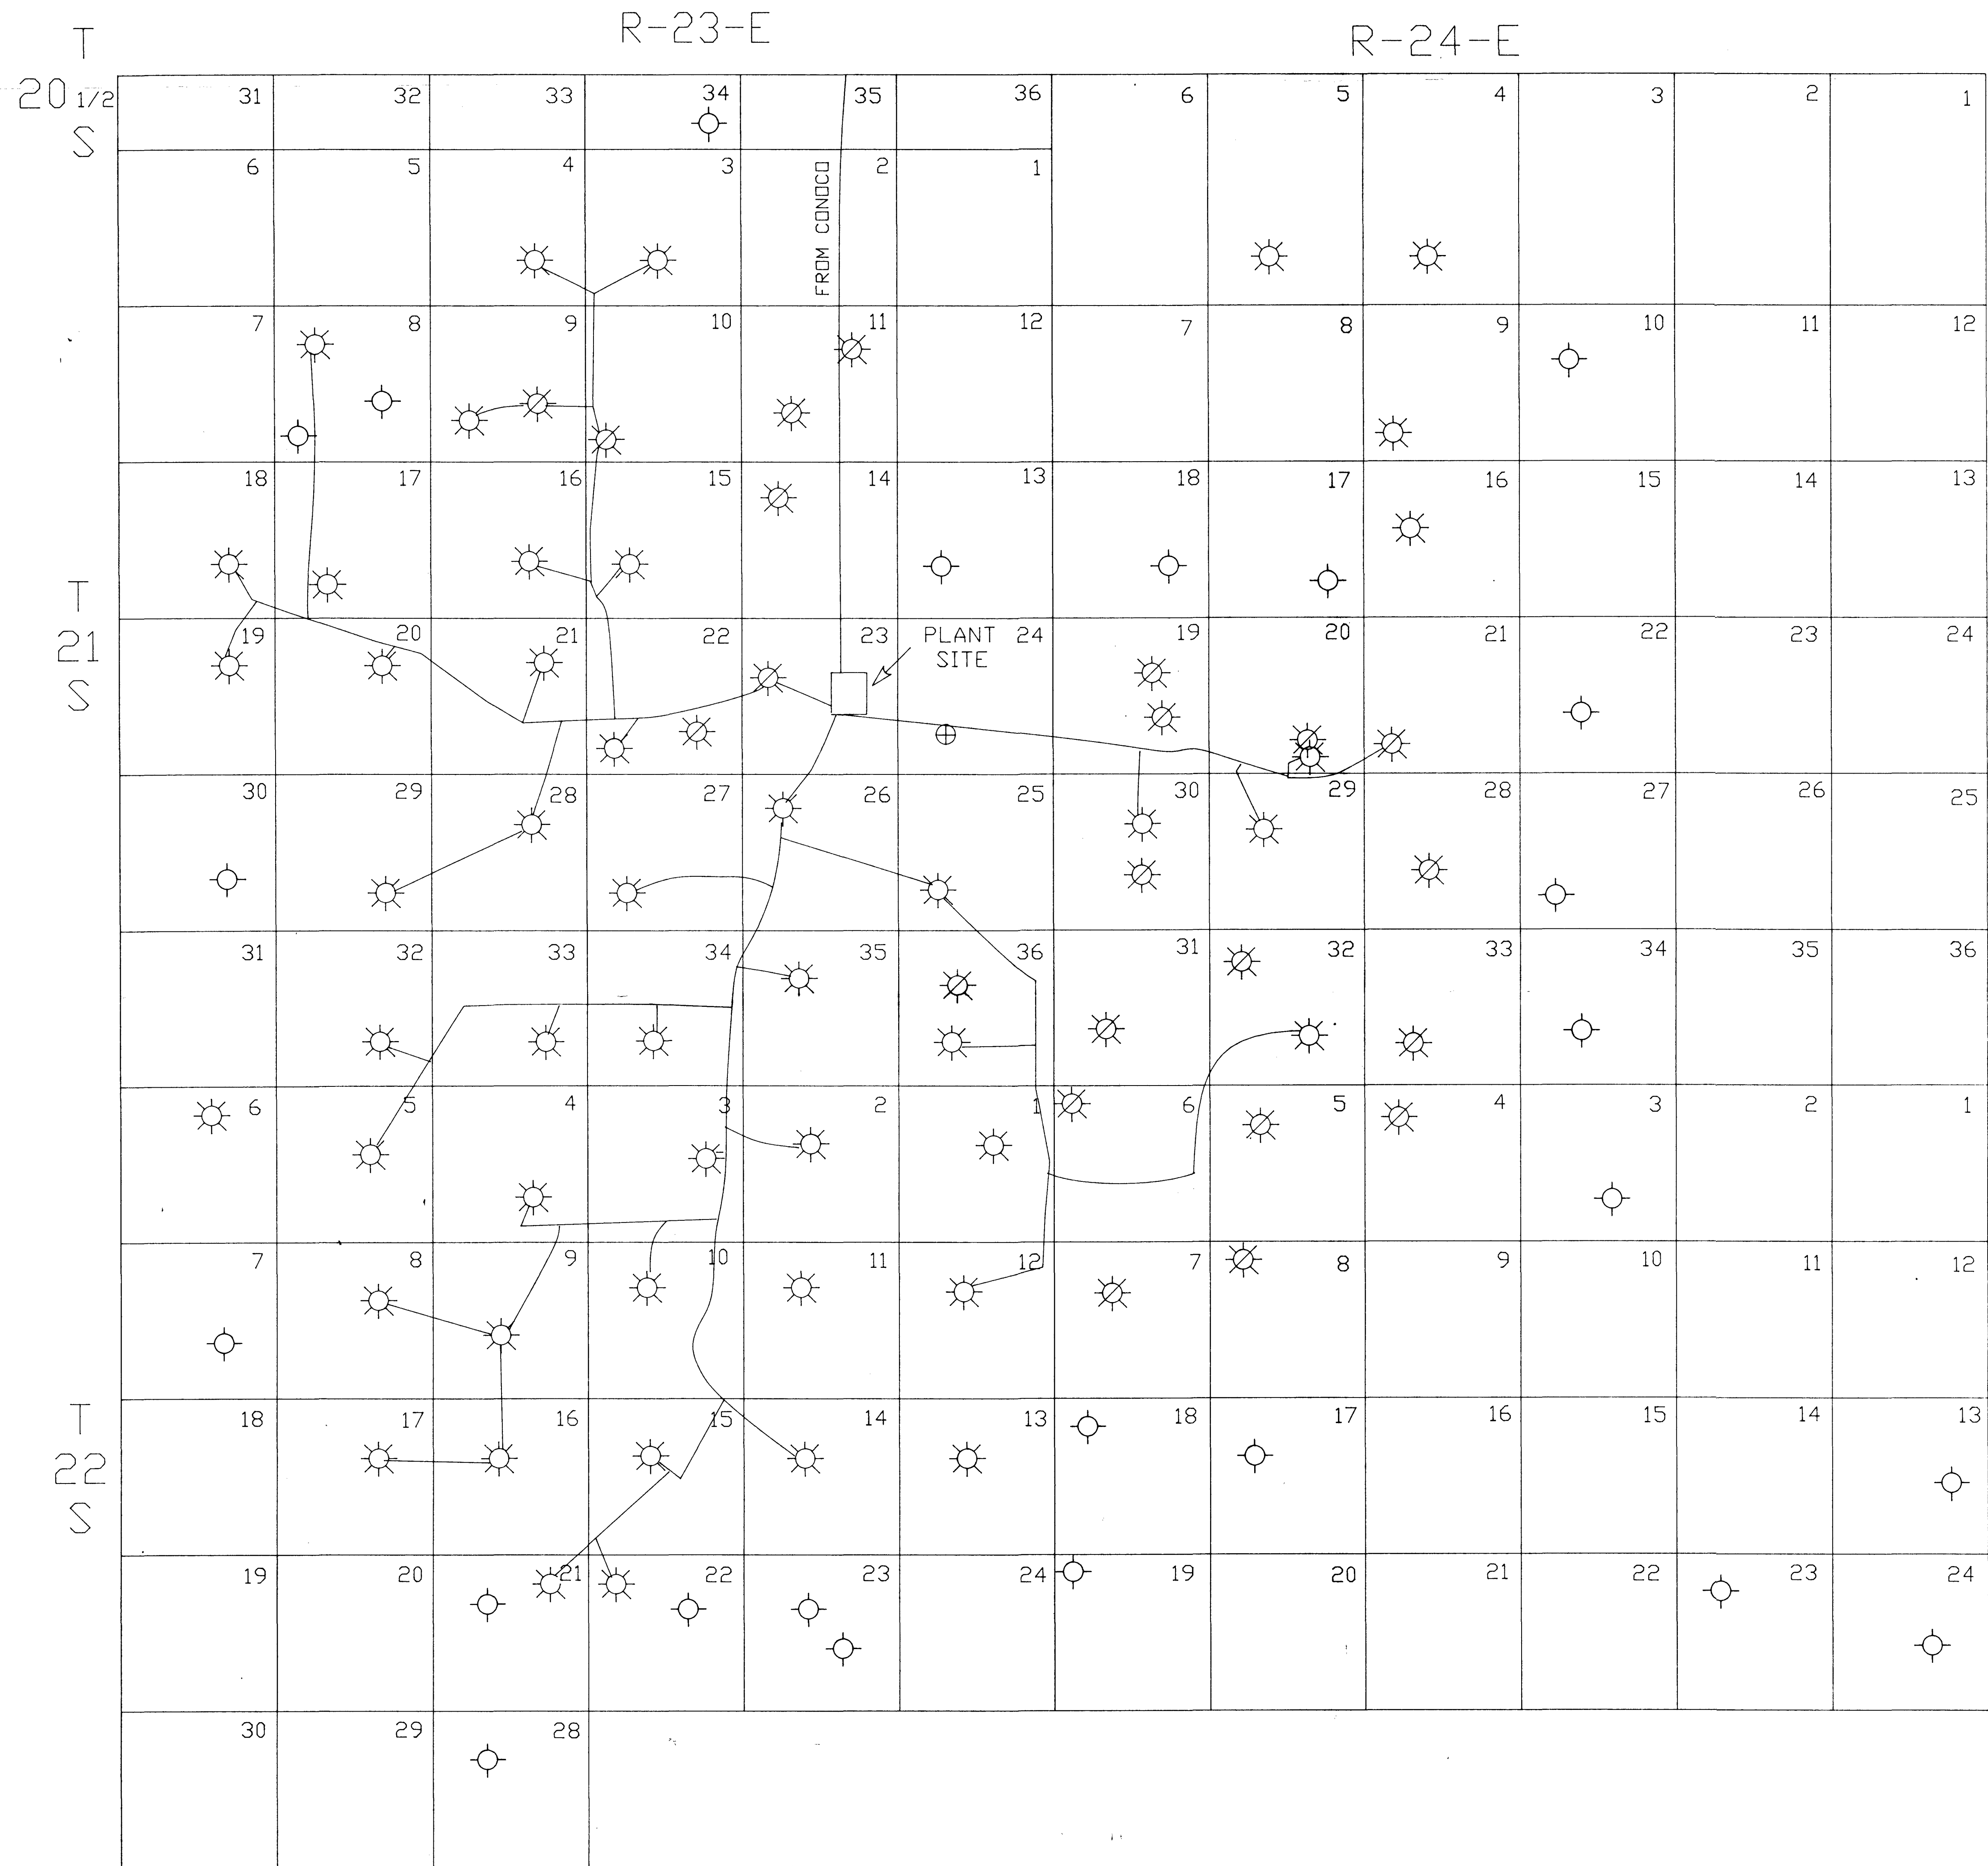 R-23-E R-24-E
T
20 1/2
S
31 32 33 34 35 36 6 5 4 3 2 1
6 5 4 3 2 1
FROM CONOCO
7 8 9 10 11 12 7 8 9 10 11 12
18 17 16 15 14 13 18 17 16 15 14 13
T
21
S
19 20 21 22 23 24 19 20 21 22 23 24
PLANT
SITE
30 29 28 27 26 25 30 29 28 27 26 25
31 32 33 34 35 36 31 32 33 34 35 36
6 5 4 3 2 1 6 5 4 3 2 1
7 8 9 10 11 12 7 8 9 10 11 12
T
22
S
18 17 16 15 14 13 18 17 16 15 14 13
19 20 21 22 23 24 19 20 21 22 23 24
30 29 28